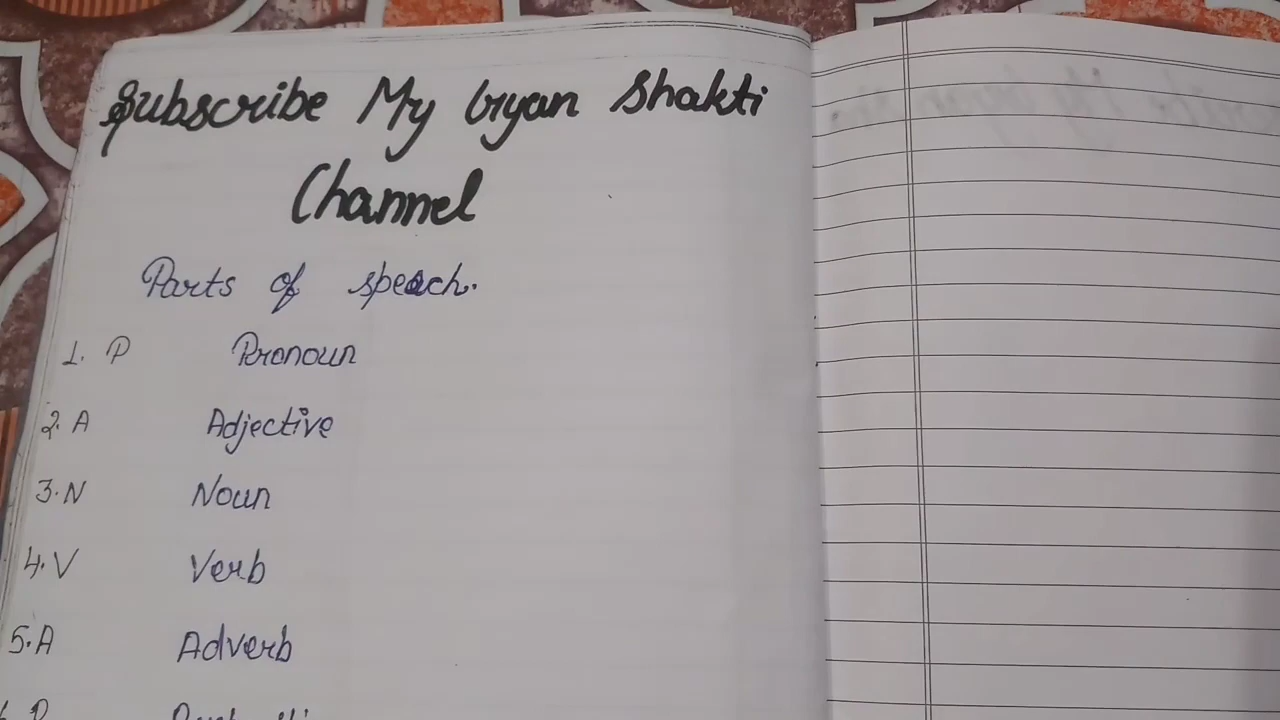 Subscribe My Gyan Shakti
Channel
Parts of speech.
1. P Pronoun
2. A Adjective
3. N Noun
4. V Verb
5. A Adverb